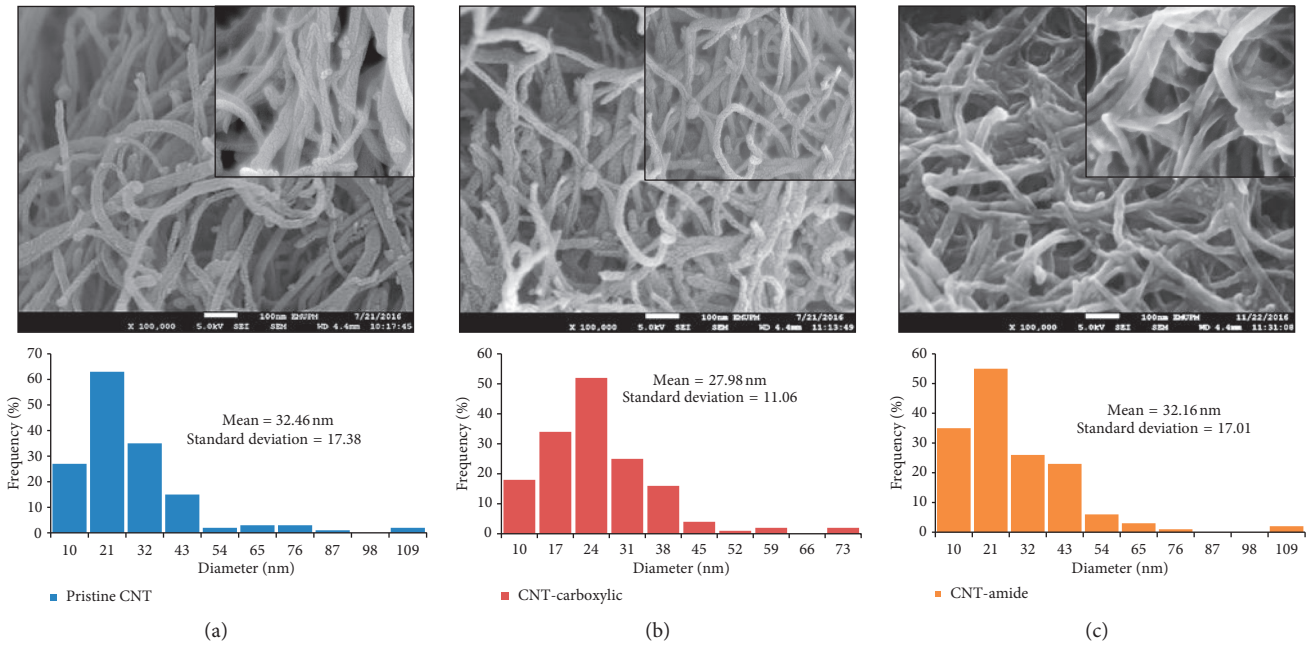 100nm EMUPM 7/21/2016
X 100,000 5.0kV SEI SEM WD 4.4mm 10:17:45
100nm EMUPM 7/21/2016
X 100,000 5.0kV SEI SEM WD 4.4mm 11:13:49
100nm EMUPM 11/22/2016
X 100,000 5.0kV SEI SEM WD 4.4mm 11:31:08
Frequency (%)
70
60
50
40
30
20
10
0
Mean = 32.46 nm
Standard deviation = 17.38
10 21 32 43 54 65 76 87 98 109
Diameter (nm)
Pristine CNT
(a)
Frequency (%)
60
50
40
30
20
10
0
Mean = 27.98 nm
Standard deviation = 11.06
10 17 24 31 38 45 52 59 66 73
Diameter (nm)
CNT-carboxylic
(b)
Frequency (%)
60
50
40
30
20
10
0
Mean = 32.16 nm
Standard deviation = 17.01
10 21 32 43 54 65 76 87 98 109
Diameter (nm)
CNT-amide
(c)